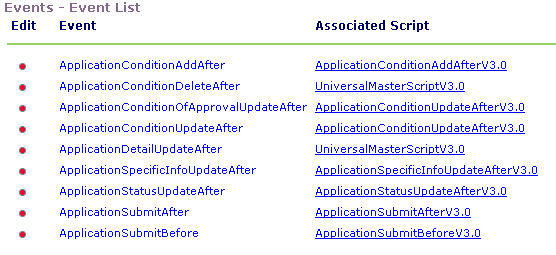 Events - Event List
Edit Event Associated Script
ApplicationConditionAddAfter ApplicationConditionAddAfterV3.0
ApplicationConditionDeleteAfter UniversalMasterScriptV3.0
ApplicationConditionOfApprovalUpdateAfter ApplicationConditionUpdateAfterV3.0
ApplicationConditionUpdateAfter ApplicationConditionUpdateAfterV3.0
ApplicationDetailUpdateAfter UniversalMasterScriptV3.0
ApplicationSpecificInfoUpdateAfter ApplicationSpecificInfoUpdateAfterV3.0
ApplicationStatusUpdateAfter ApplicationStatusUpdateAfterV3.0
ApplicationSubmitAfter ApplicationSubmitAfterV3.0
ApplicationSubmitBefore ApplicationSubmitBeforeV3.0